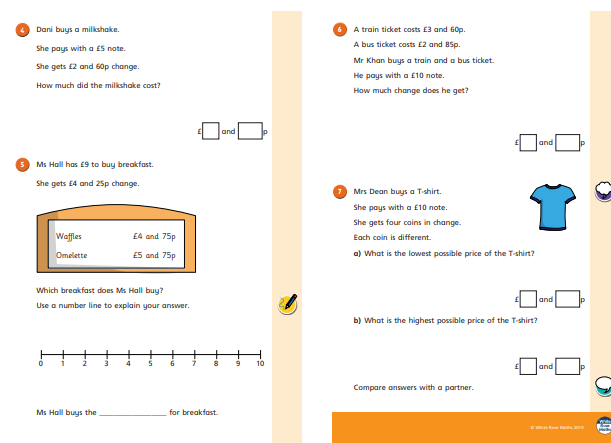 4 Dani buys a milkshake.
She pays with a £5 note.
She gets £2 and 60p change.
How much did the milkshake cost?
£ and p
5 Ms Hall has £9 to buy breakfast.
She gets £4 and 25p change.
Waffles £4 and 75p
Omelette £5 and 75p
Which breakfast does Ms Hall buy?
Use a number line to explain your answer.
0 1 2 3 4 5 6 7 8 9 10
Ms Hall buys the ________________ for breakfast.
6 A train ticket costs £3 and 60p.
A bus ticket costs £2 and 85p.
Mr Khan buys a train and a bus ticket.
He pays with a £10 note.
How much change does he get?
£ and p
7 Mrs Dean buys a T-shirt.
She pays with a £10 note.
She gets four coins in change.
Each coin is different.
a) What is the lowest possible price of the T-shirt?
£ and p
b) What is the highest possible price of the T-shirt?
£ and p
Compare answers with a partner.
© White Rose Maths 2019
White
Rose
Maths